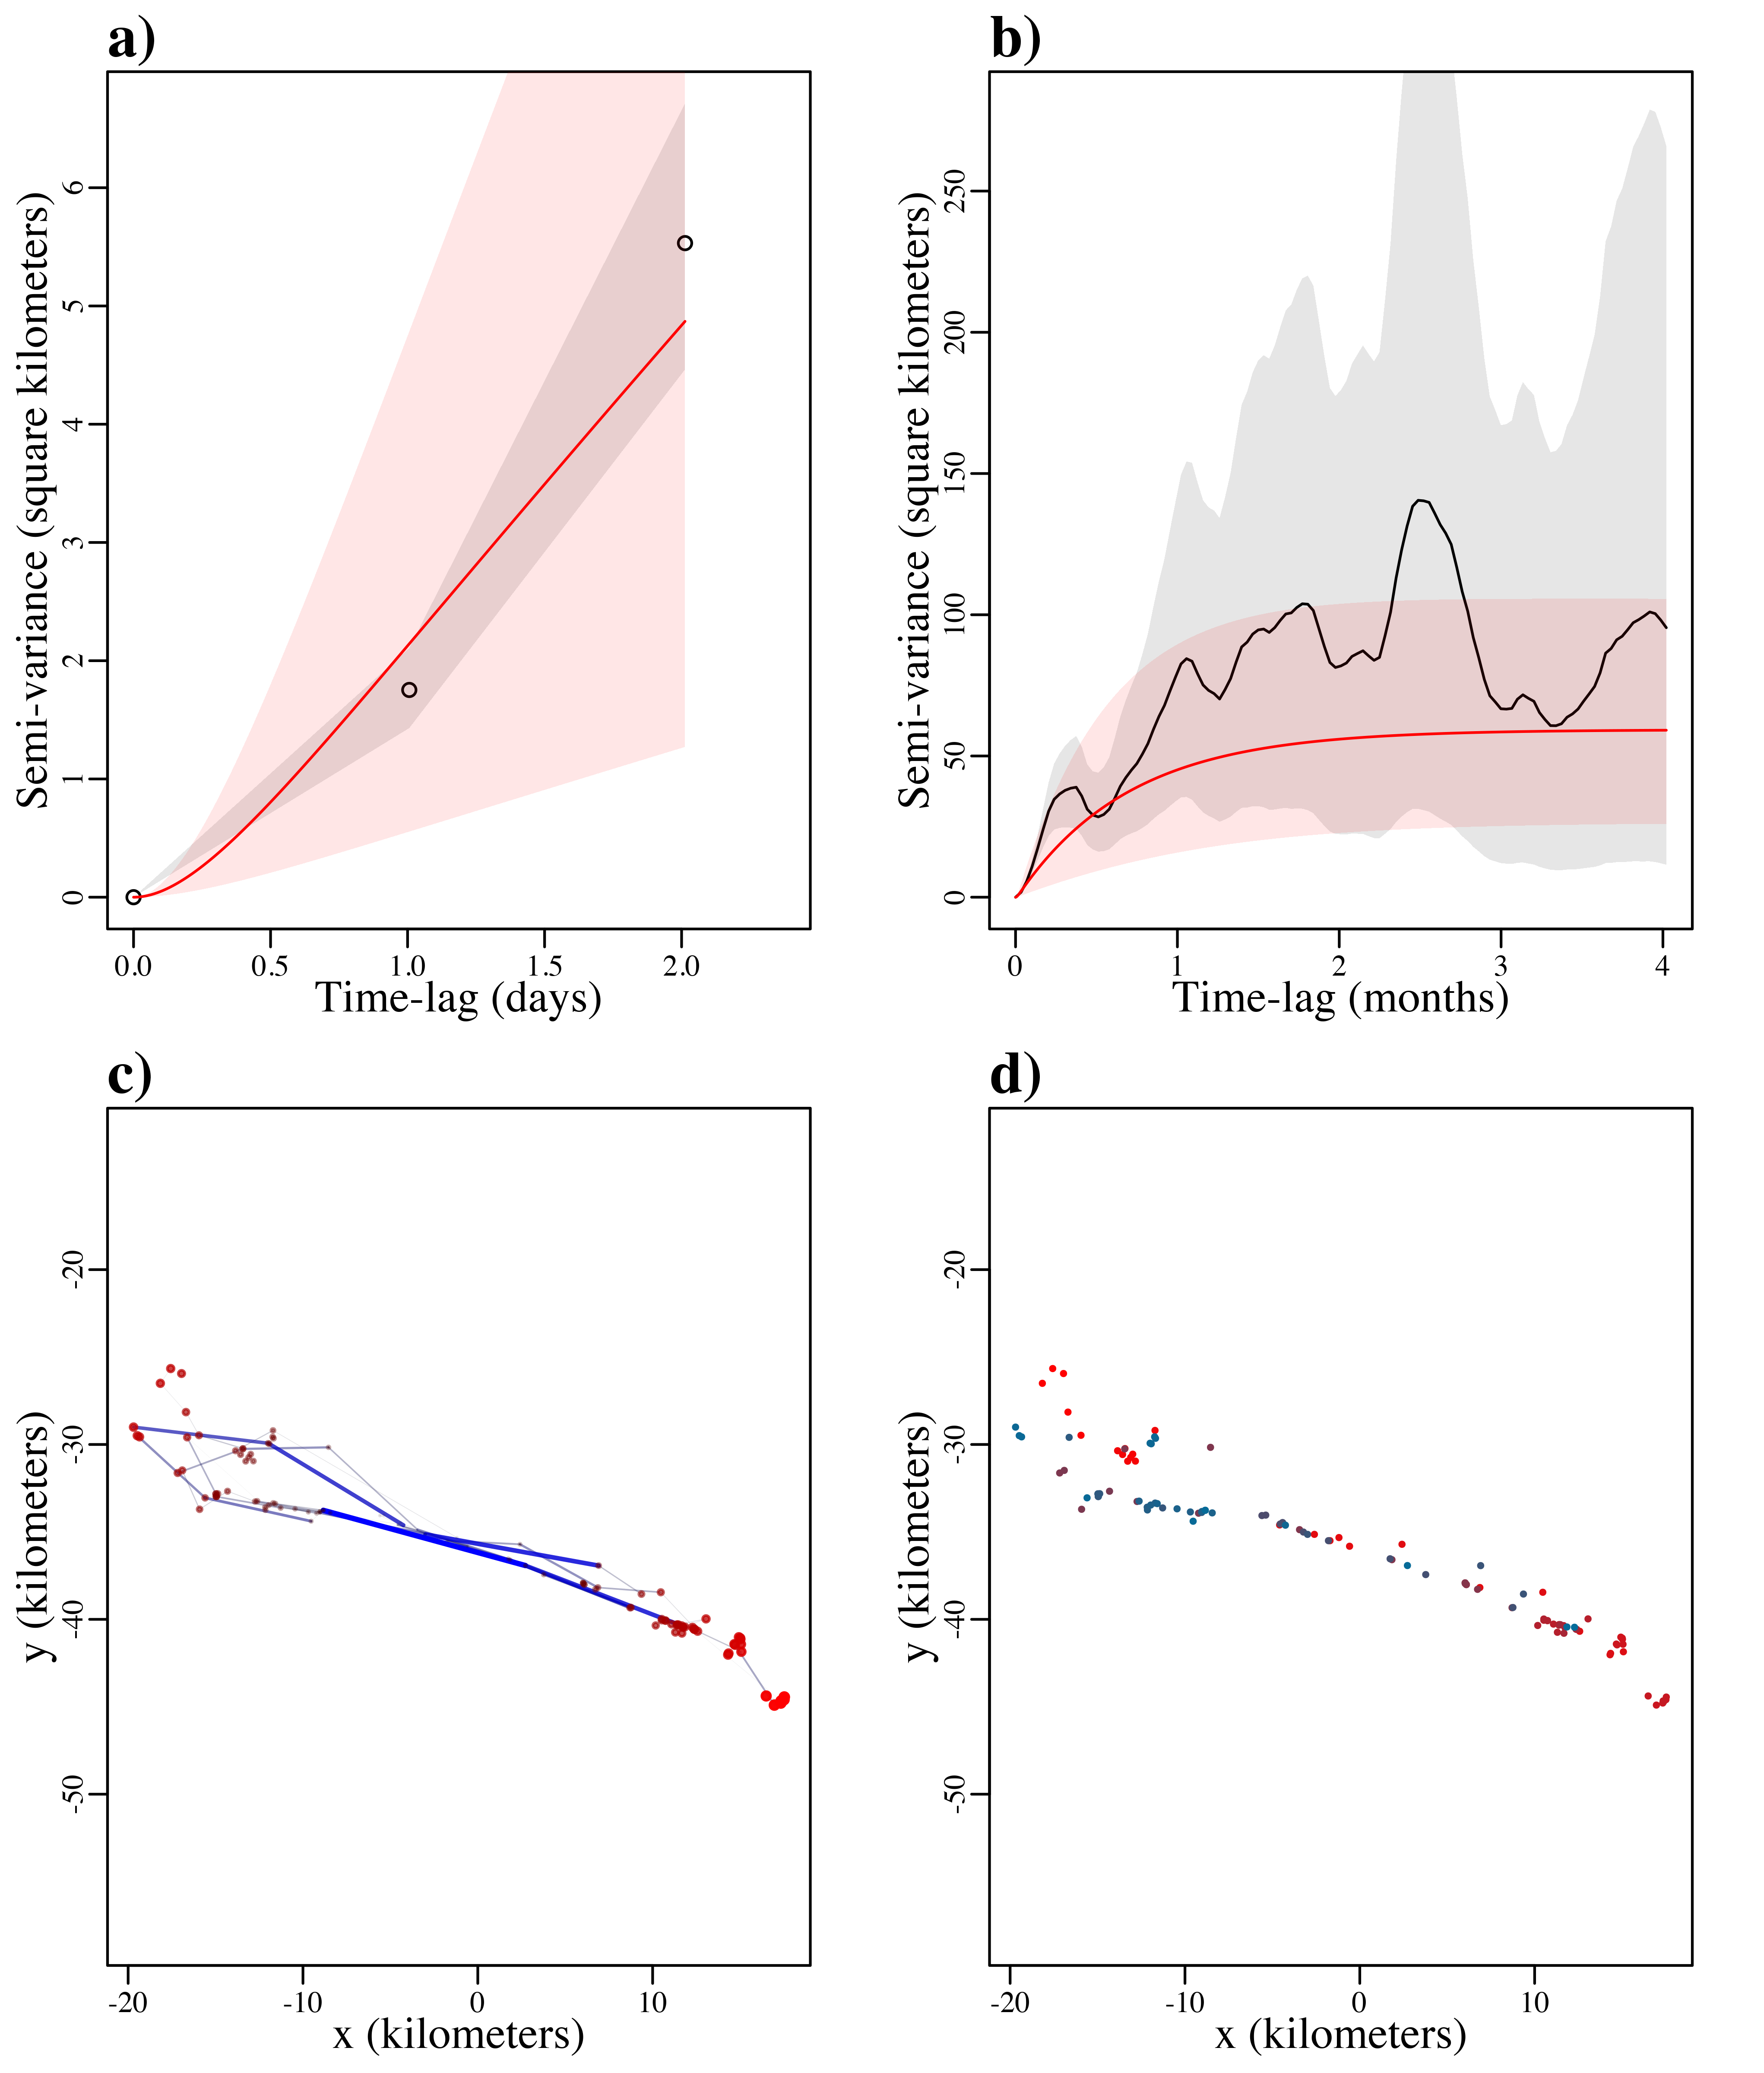 a)
Semi-variance (square kilometers)
6
5
4
3
2
1
0
0.0 0.5 1.0 1.5 2.0
Time-lag (days)
b)
Semi-variance (square kilometers)
250
200
150
100
50
0
0 1 2 3 4
Time-lag (months)
c)
y (kilometers)
-20
-30
-40
-50
-20 -10 0 10
x (kilometers)
d)
y (kilometers)
-20
-30
-40
-50
-20 -10 0 10
x (kilometers)